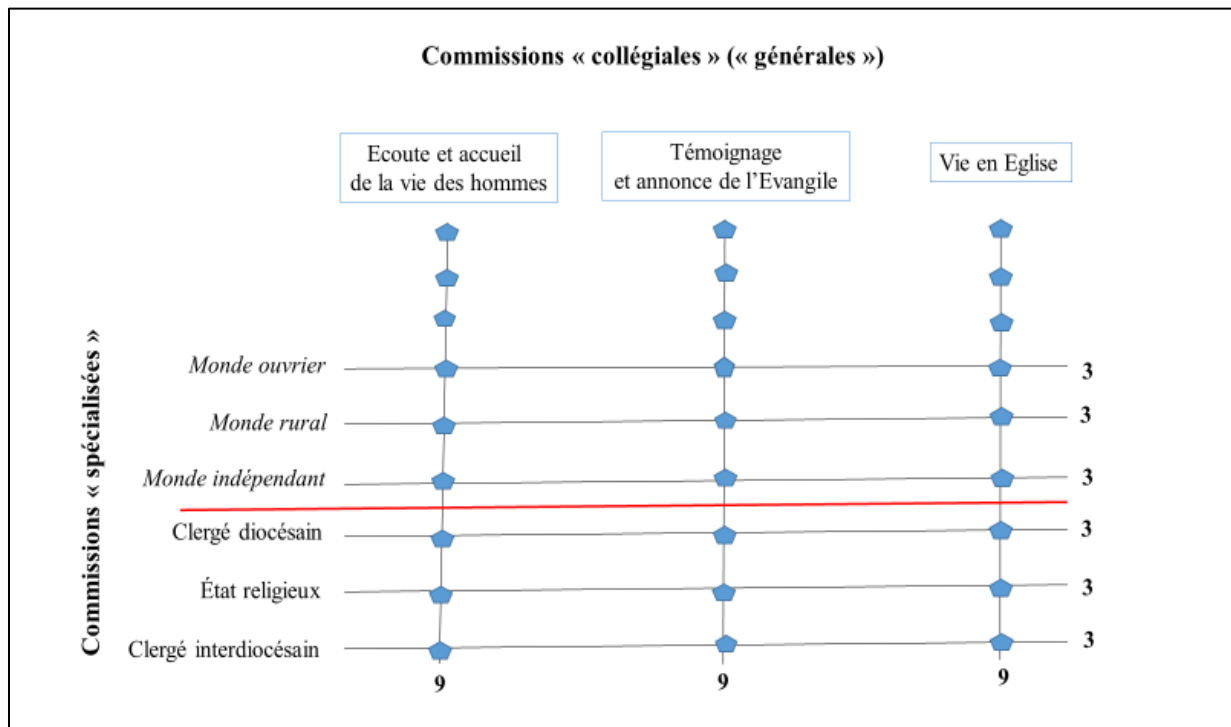 Commissions « collégiales » (« générales »)
Ecoute et accueil
de la vie des hommes
Témoignage
et annonce de l’Evangile
Vie en Eglise
Commissions « spécialisées »
Monde ouvrier
3
Monde rural
3
Monde indépendant
3
Clergé diocésain
3
État religieux
3
Clergé interdiocésain
3
9
9
9